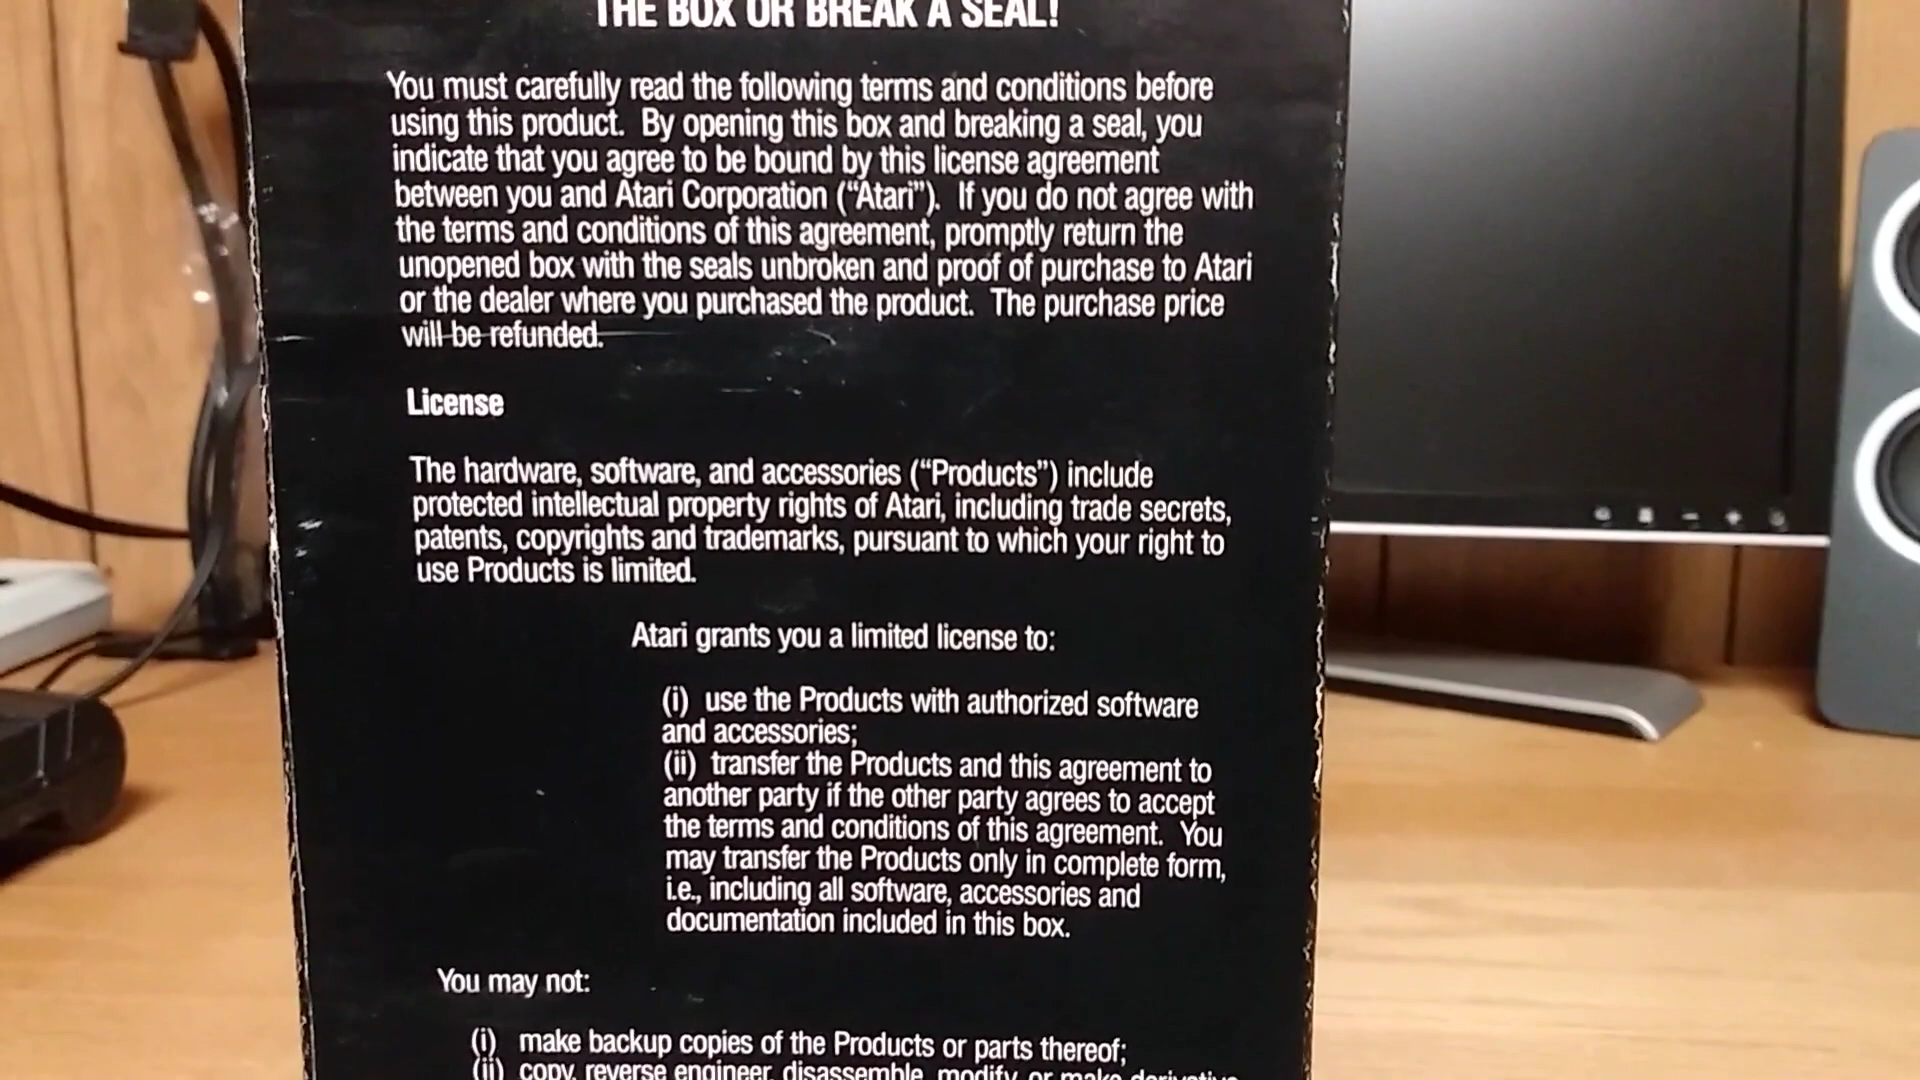 THE BOX OR BREAK A SEAL!
You must carefully read the following terms and conditions before
using this product. By opening this box and breaking a seal, you
indicate that you agree to be bound by this license agreement
between you and Atari Corporation (“Atari”). If you do not agree with
the terms and conditions of this agreement, promptly return the
unopened box with the seals unbroken and proof of purchase to Atari
or the dealer where you purchased the product. The purchase price
will be refunded.
License
The hardware, software, and accessories (“Products”) include
protected intellectual property rights of Atari, including trade secrets,
patents, copyrights and trademarks, pursuant to which your right to
use Products is limited.
Atari grants you a limited license to:
(i) use the Products with authorized software
and accessories;
(ii) transfer the Products and this agreement to
another party if the other party agrees to accept
the terms and conditions of this agreement. You
may transfer the Products only in complete form,
i.e., including all software, accessories and
documentation included in this box.
You may not:
(i) make backup copies of the Products or parts thereof;
(ii) copy, reverse engineer, disassemble, modify, or make derivative